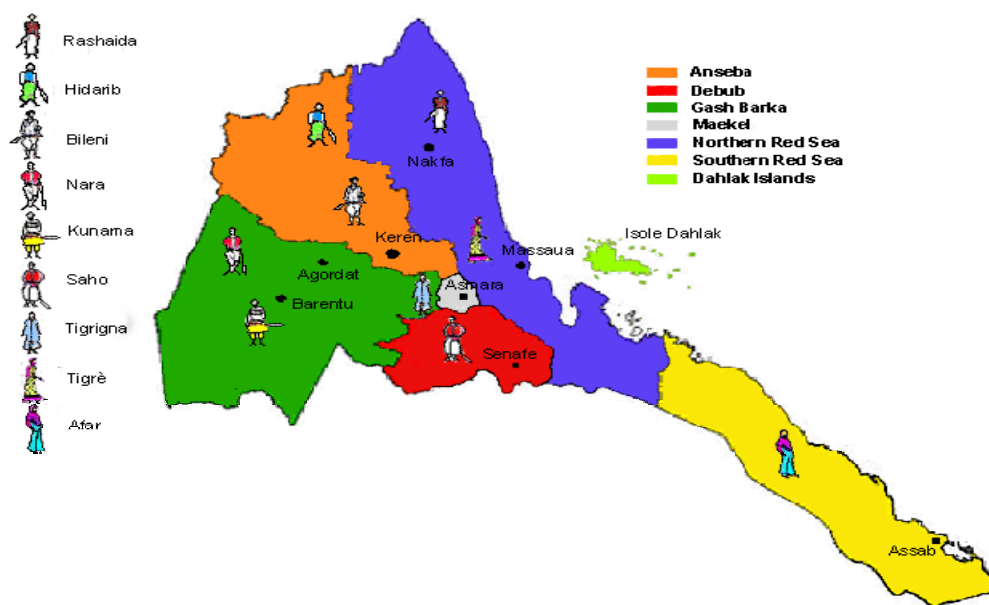 Rashaida
Hidarib
Bileni
Nara
Kunama
Saho
Tigrigna
Tigrè
Afar
Anseba
Debub
Gash Barka
Maekel
Northern Red Sea
Southern Red Sea
Dahlak Islands
Nakfa
Isole Dahlak
Keren
Massaua
Agordat
Asmara
Barentu
Senafe
Assab